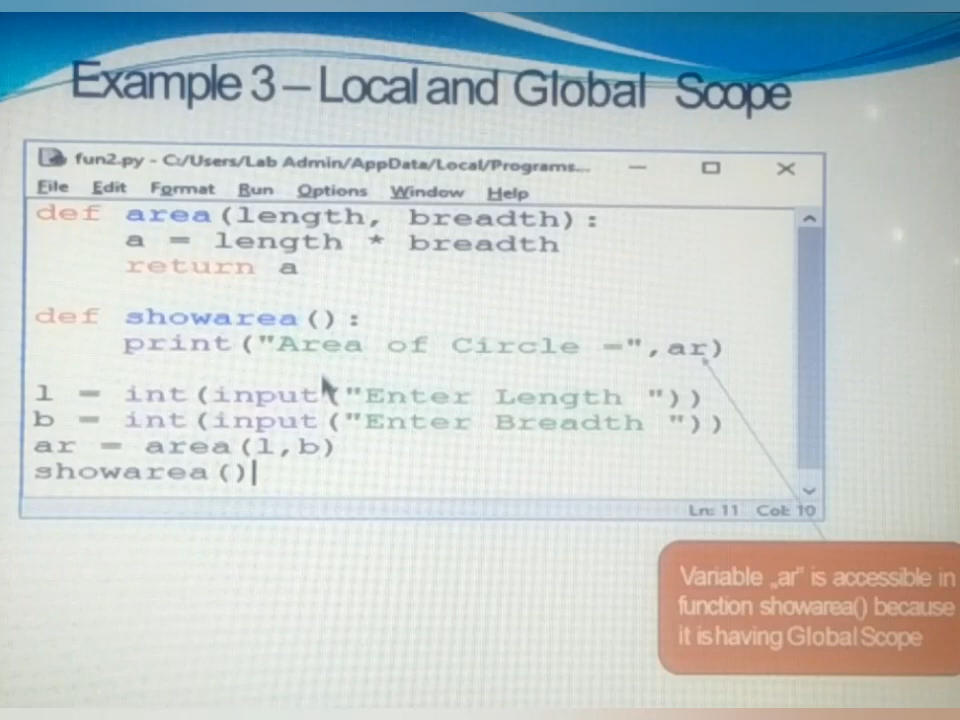 Example 3 – Local and Global Scope
fun2.py - C:/Users/Lab Admin/AppData/Local/Programs...
File Edit Format Run Options Window Help
def area(length, breadth):
a = length * breadth
return a
def showarea():
print("Area of Circle =",ar)
l = int(input("Enter Length "))
b = int(input("Enter Breadth "))
ar = area(l,b)
showarea()
Ln: 11 Col: 10
Variable „ar" is accessible in
function showarea() because
it is having Global Scope